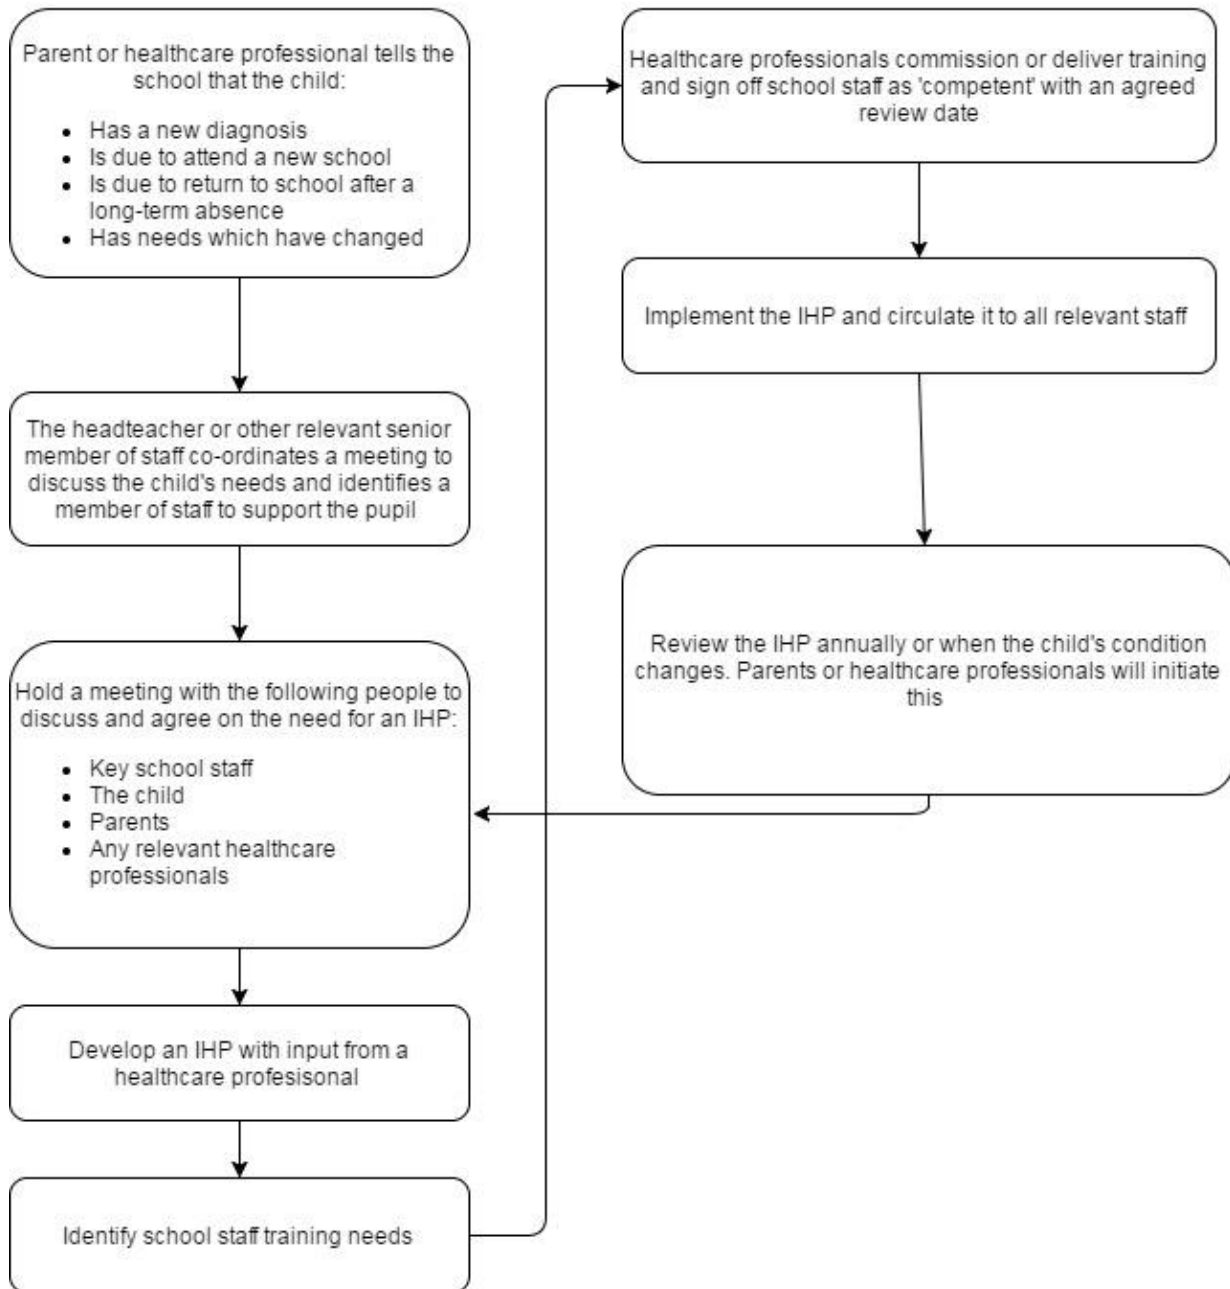 Parent or healthcare professional tells the
school that the child:
• Has a new diagnosis
• Is due to attend a new school
• Is due to return to school after a
long-term absence
• Has needs which have changed
The headteacher or other relevant senior
member of staff co-ordinates a meeting to
discuss the child's needs and identifies a
member of staff to support the pupil
Hold a meeting with the following people to
discuss and agree on the need for an IHP:
• Key school staff
• The child
• Parents
• Any relevant healthcare
professionals
Develop an IHP with input from a
healthcare profesisonal
Identify school staff training needs
Healthcare professionals commission or deliver training
and sign off school staff as 'competent' with an agreed
review date
Implement the IHP and circulate it to all relevant staff
Review the IHP annually or when the child's condition
changes. Parents or healthcare professionals will initiate
this